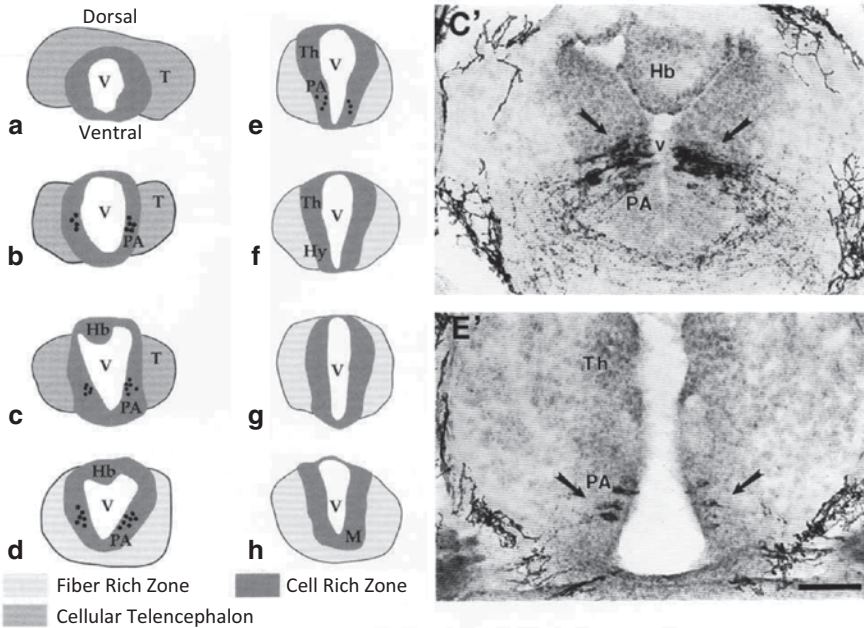 Dorsal
V
T
a
Ventral
V
T
PA
b
Hb
V
T
PA
c
Hb
V
PA
d
Th
V
PA
e
Th
V
Hy
f
V
g
V
M
h
Fiber Rich Zone
Cell Rich Zone
Cellular Telencephalon
C’
Hb
V
PA
E’
Th
PA